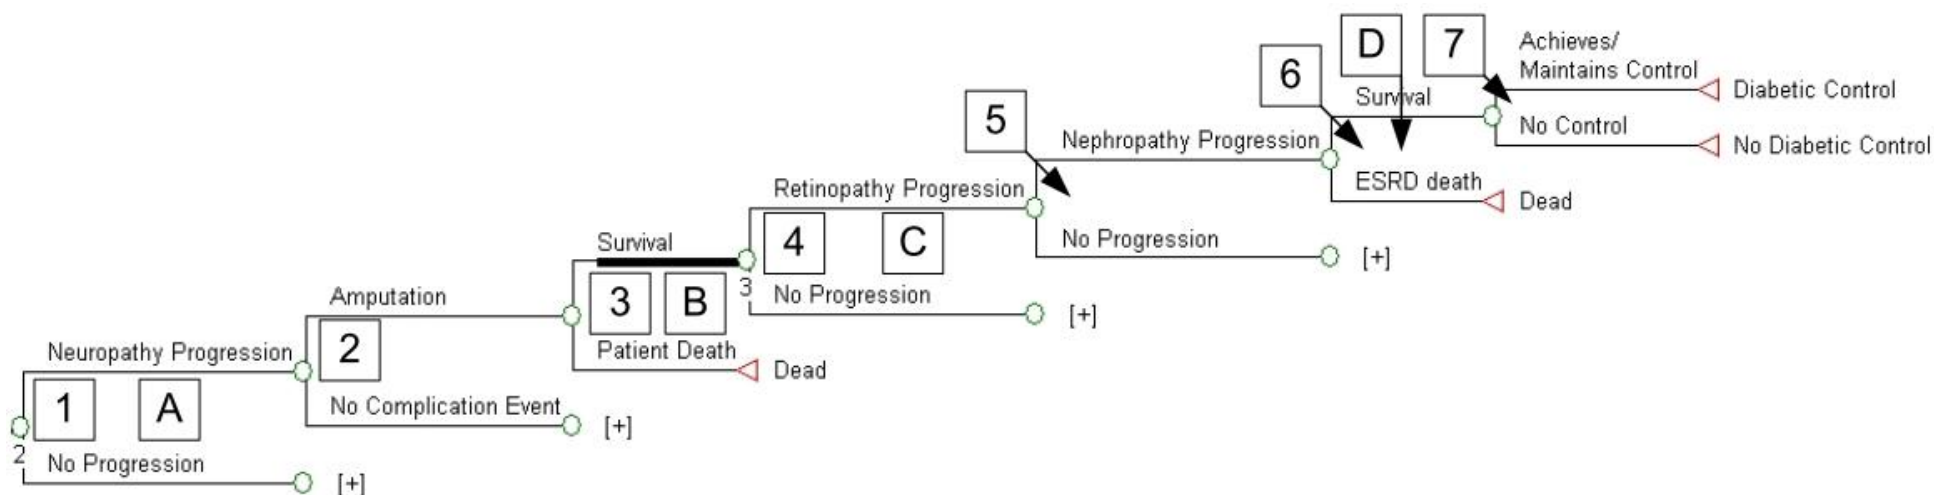 D
7
Achieves/
Maintains Control
Diabetic Control
6
Survival
No Control
No Diabetic Control
5
Nephropathy Progression
ESRD death
Dead
Retinopathy Progression
4
C
No Progression
[+]
Survival
3
B
3
No Progression
[+]
Amputation
Patient Death
Dead
Neuropathy Progression
2
1
A
No Complication Event
[+]
2
No Progression
[+]